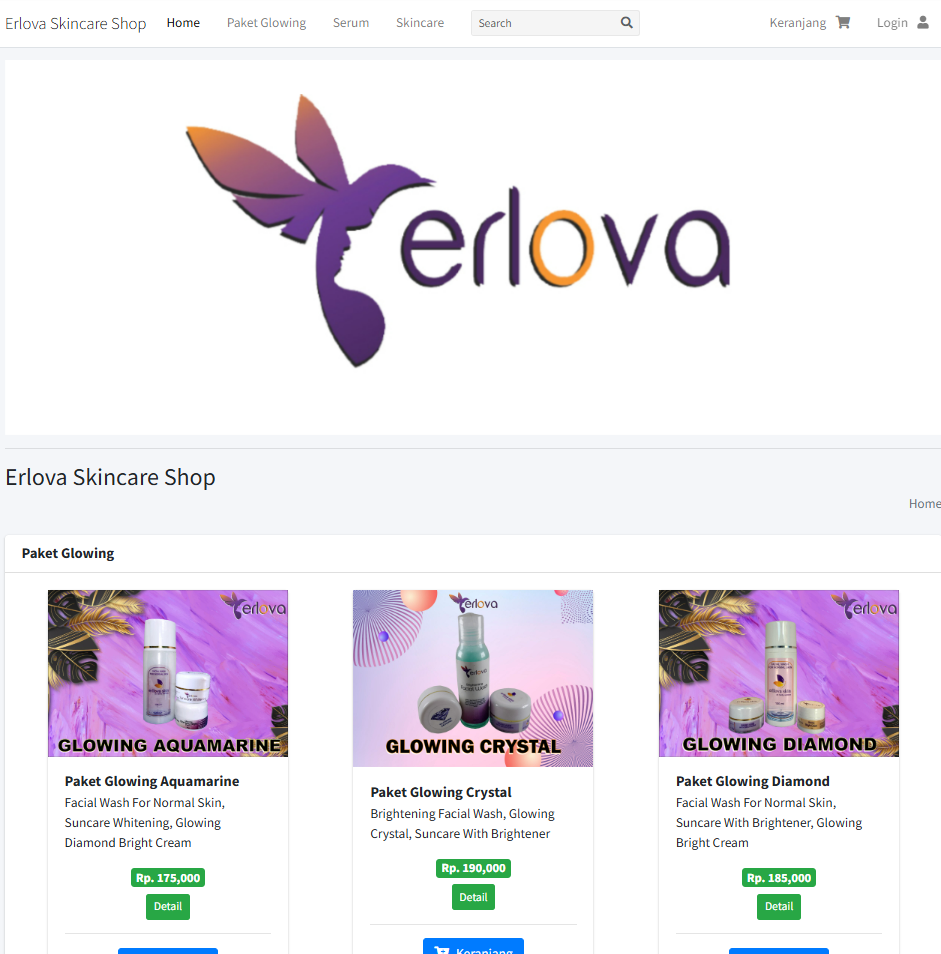 Erlova Skincare Shop Home Paket Glowing Serum Skincare Search Keranjang Login
erlova
Erlova Skincare Shop
Home
Paket Glowing
erlova
GLOWING AQUAMARINE
Paket Glowing Aquamarine
Facial Wash For Normal Skin,
Suncare Whitening, Glowing
Diamond Bright Cream
Rp. 175,000
Detail
erlova
erlova
FACIAL WASH
GLOWING CRYSTAL
Paket Glowing Crystal
Brightening Facial Wash, Glowing
Crystal, Suncare With Brightener
Rp. 190,000
Detail
Keranjang
erlova
GLOWING DIAMOND
Paket Glowing Diamond
Facial Wash For Normal Skin,
Suncare With Brightener, Glowing
Bright Cream
Rp. 185,000
Detail